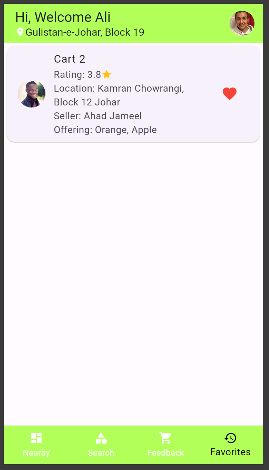 Hi, Welcome Ali
Gulistan-e-Johar, Block 19
Cart 2
Rating: 3.8
Location: Kamran Chowrangi,
Block 12 Johar
Seller: Ahad Jameel
Offering: Orange, Apple
Nearby
Search
Feedback
Favorites